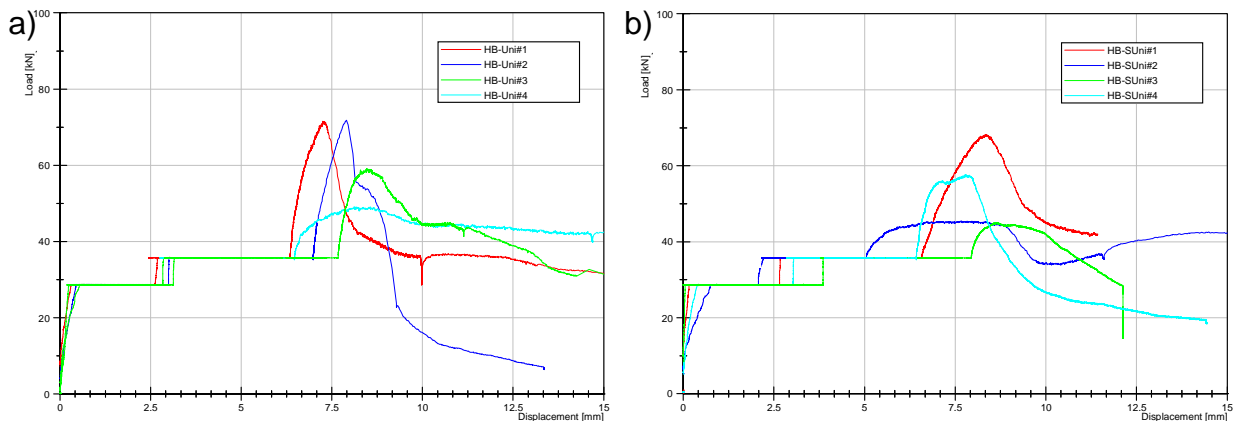 a)
Load [kN]
100
80
60
40
20
0
0
2.5
5
7.5
10
12.5
15
Displacement [mm]
HB-Uni#1
HB-Uni#2
HB-Uni#3
HB-Uni#4
b)
Load [kN]
100
80
60
40
20
0
0
2.5
5
7.5
10
12.5
15
Displacement [mm]
HB-SUni#1
HB-SUni#2
HB-SUni#3
HB-SUni#4